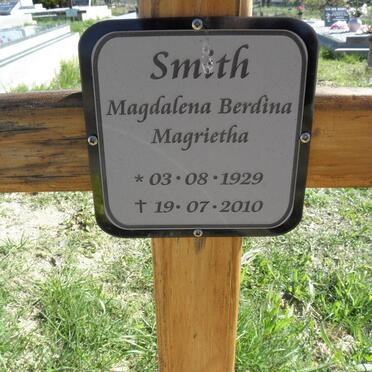 Smith
Magdalena Berdina
Magrietha
* 03 · 08 · 1929
† 19 · 07 · 2010